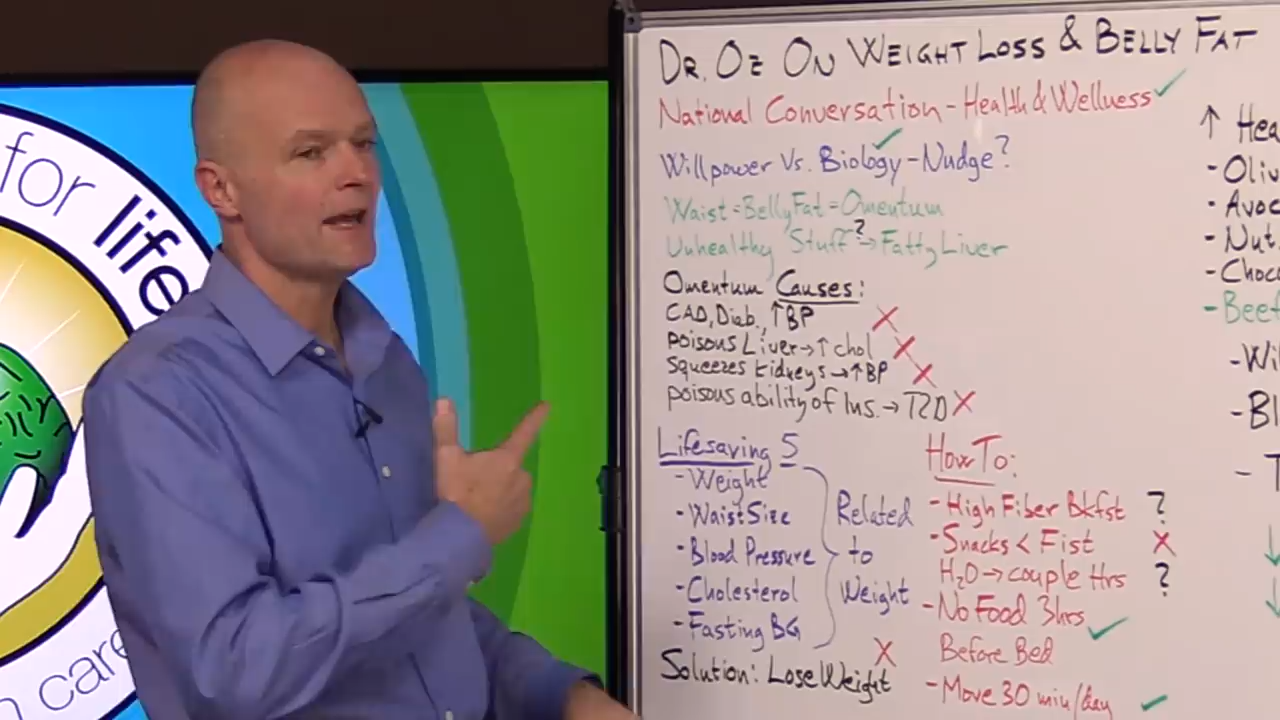 for life
n care
DR. OZ ON WEIGHT LOSS & BELLY FAT
National Conversation - Health & Wellness ✓
Willpower Vs. Biology - Nudge? ✓
Waist = Belly Fat = Omentum
Unhealthy Stuff? → Fatty Liver
Omentum Causes:
CAD, Diab, ↑BP X
Poisons Liver → ↑ chol X
Squeezes Kidneys → ↑BP X
Poisons ability of Ins. → T2D X
Lifesaving 5
- Weight
- Waist Size
- Blood Pressure
- Cholesterol
- Fasting BG
Related
to
Weight
Solution: Lose Weight X
How To:
- High Fiber Bkfst ?
- Snacks < Fist X
H2O → couple Hrs ?
- No Food 3hrs ✓
Before Bed
- Move 30 min/day ✓
↑ Hea
- Oliv
- Avoc
- Nut
- Choc
- Beet
- Wi
- Bl
- T
↓
↓